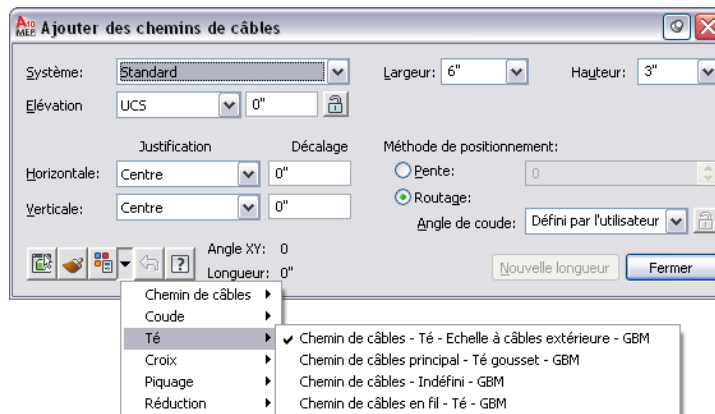 A10 MEP Ajouter des chemins de câbles
Système: Standard Largeur: 6" Hauteur: 3"
Elévation UCS 0"
Justification Décalage Méthode de positionnement:
Horizontale: Centre 0" Pente: 0
Verticale: Centre 0" Routage:
Angle de coude: Défini par l'utilisateur
Angle XY: 0
Longueur: 0" Nouvelle longueur Fermer
Chemin de câbles
Coude
Té Chemin de câbles - Té - Echelle à câbles extérieure - GBM
Croix Chemin de câbles principal - Té gousset - GBM
Piquage Chemin de câbles - Indéfini - GBM
Réduction Chemin de câbles en fil - Té - GBM